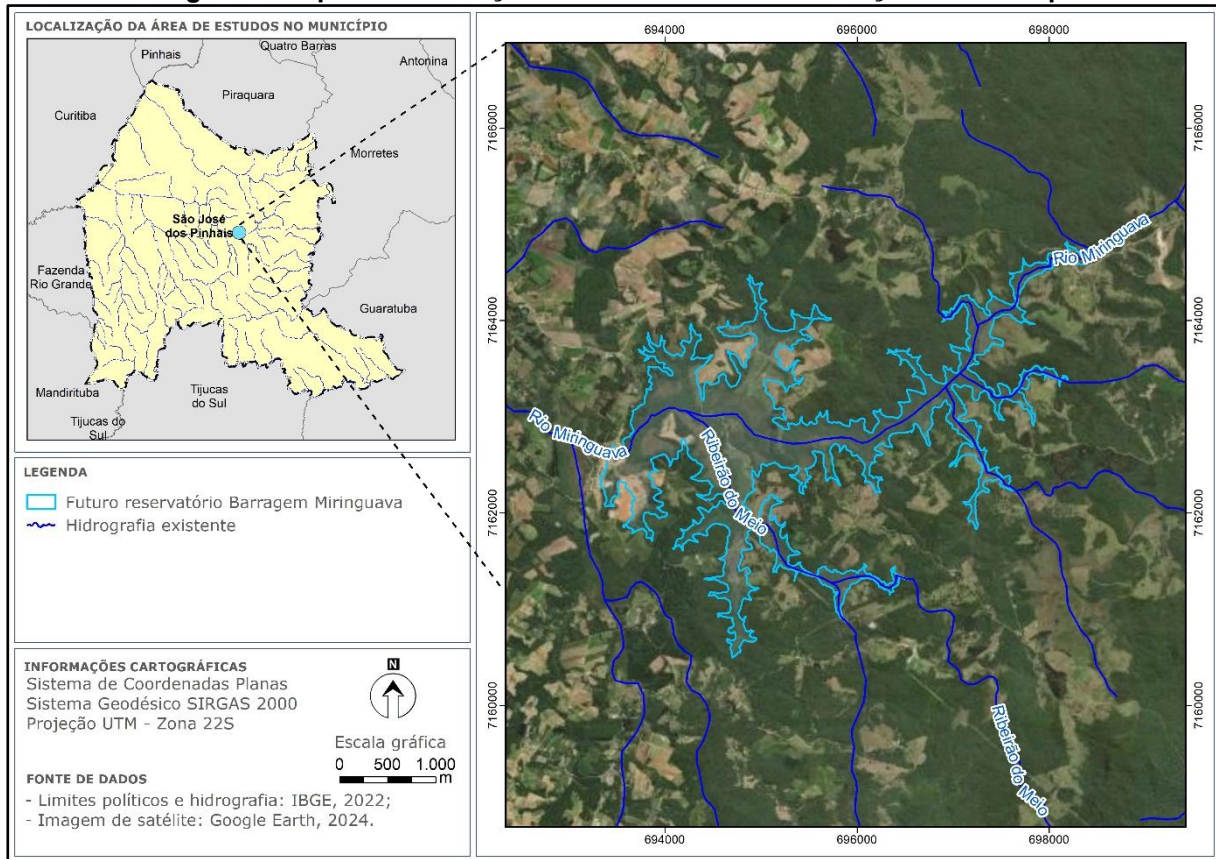 LOCALIZAÇÃO DA ÁREA DE ESTUDOS NO MUNICÍPIO
Pinhais
Quatro Barras
Antonina
Piraquara
Curitiba
Morretes
São José
dos Pinhais
Fazenda
Rio Grande
Guaratuba
Mandirituba
Tijucas
do Sul
Tijucas do
Sul
LEGENDA
Futuro reservatório Barragem Miringuava
Hidrografia existente
INFORMAÇÕES CARTOGRÁFICAS
Sistema de Coordenadas Planas
Sistema Geodésico SIRGAS 2000
Projeção UTM - Zona 22S
N
Escala gráfica
0 500 1.000
m
FONTE DE DADOS
- Limites políticos e hidrografia: IBGE, 2022;
- Imagem de satélite: Google Earth, 2024.
694000 696000 698000
7166000 7166000
Rio Miringuava
7164000 7164000
Rio Miringuava
Ribeirão do Meio
7162000 7162000
7160000 7160000
Ribeirão do Meio
694000 696000 698000